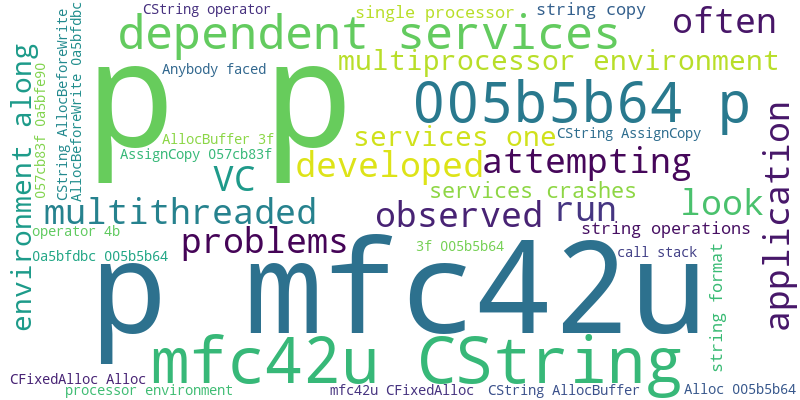 CString operator
single processor
string copy
often
dependent services
multiprocessor environment
Anybody faced
p p
005b5b64 p
CString AllocBeforeWrite
AllocBeforeWrite 0a5bfdbc
057cb83f 0a5bfe90
environment along
AllocBuffer 3f
services one
CString AssignCopy
AssignCopy 057cb83f
developed
attempting
VC
services crashes
look
application
multithreaded
observed
run
problems
string operations
operator 4b
0a5bfdbc 005b5b64
3f 005b5b64
call stack
string format
p mfc42u
mfc42u CString
CFixedAlloc Alloc
processor environment
mfc42u CFixedAlloc
CString AllocBuffer
Alloc 005b5b64